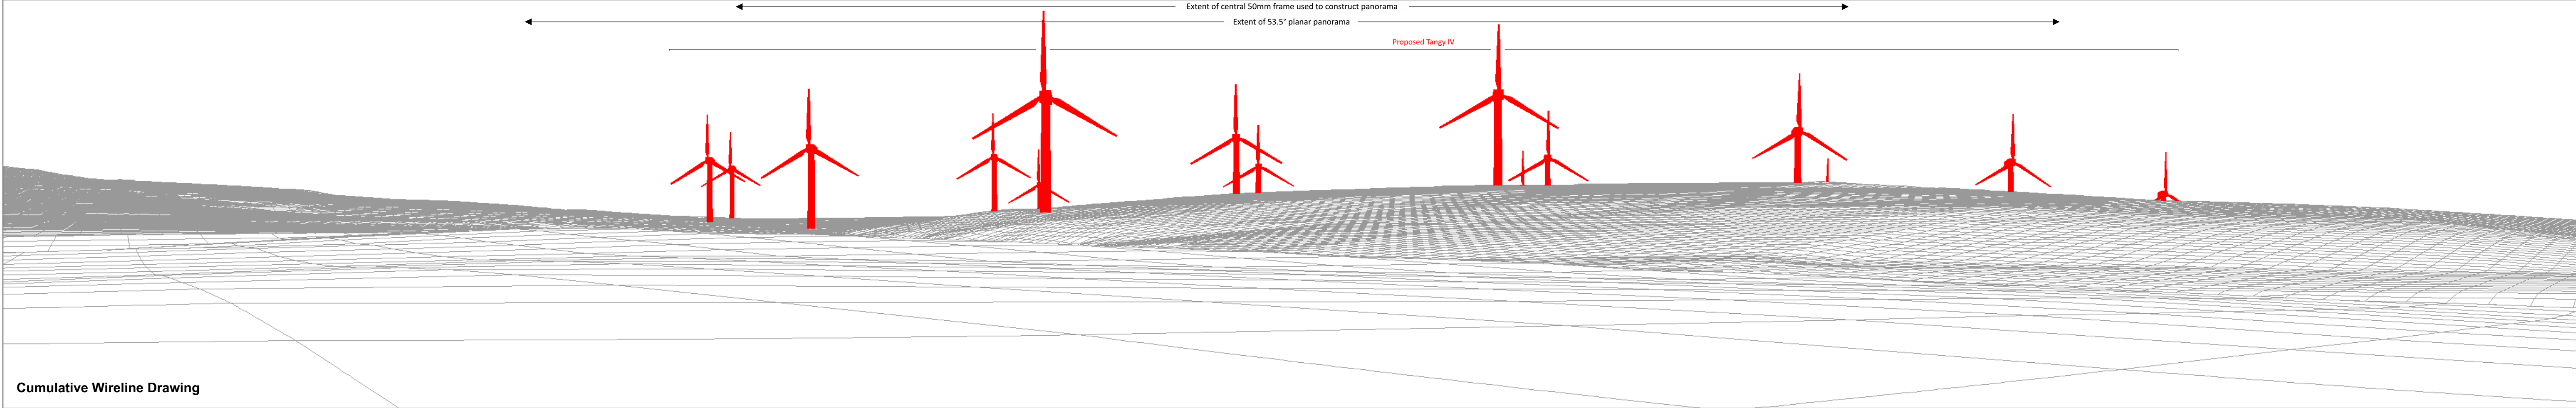 Extent of central 50mm frame used to construct panorama
Extent of 53.5° planar panorama
Proposed Tangy IV
Cumulative Wireline Drawing